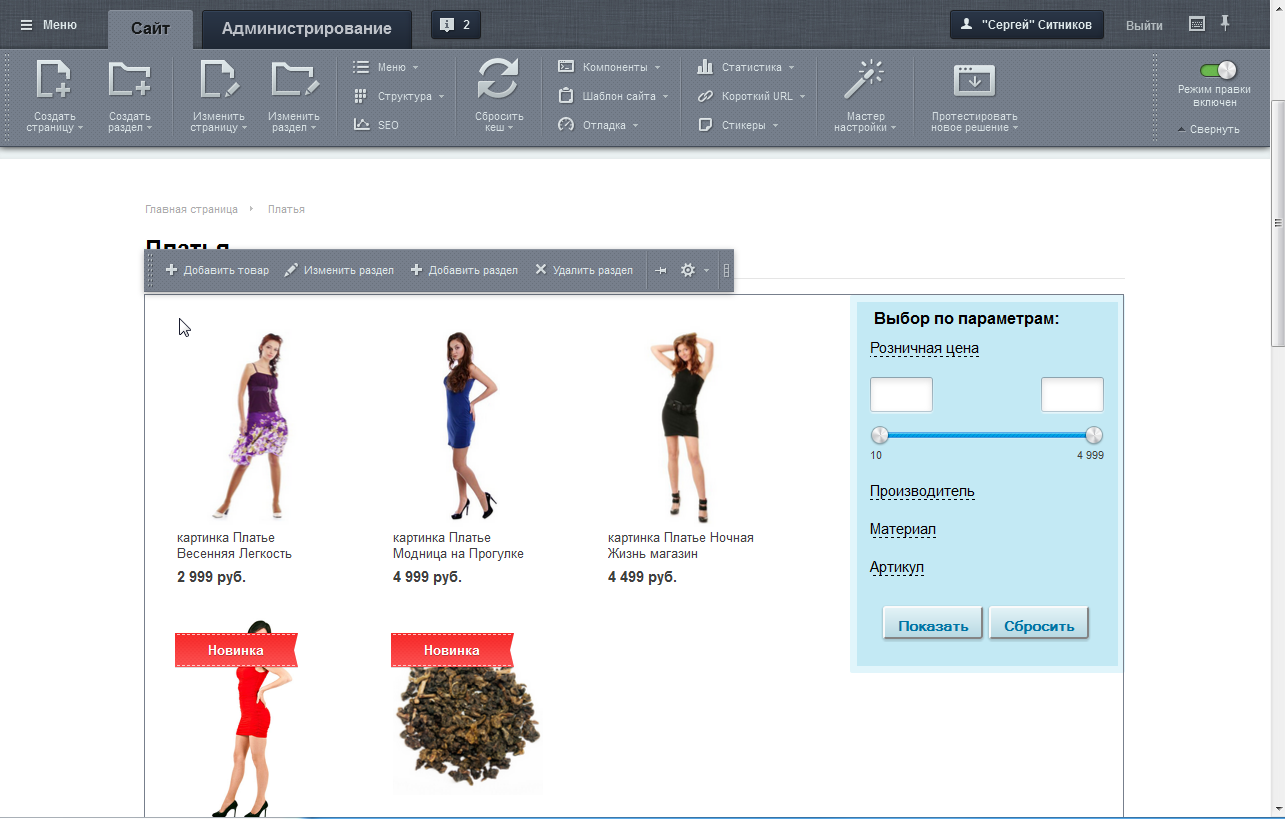 Меню
Сайт
Администрирование
2
"Сергей" Ситников
Выйти
Создать
страницу
Создать
раздел
Изменить
страницу
Изменить
раздел
Меню
Структура
SEO
Сбросить
кеш
Компоненты
Шаблон сайта
Отладка
Статистика
Короткий URL
Стикеры
Мастер
настройки
Протестировать
новое решение
Режим правки
включен
Свернуть
Главная страница
Платья
Платья
Добавить товар
Изменить раздел
Добавить раздел
Удалить раздел
Выбор по параметрам:
Розничная цена
10
4 999
Производитель
Материал
Артикул
Показать
Сбросить
картинка Платье
Весенняя Легкость
2 999 руб.
картинка Платье
Модница на Прогулке
4 999 руб.
картинка Платье Ночная
Жизнь магазин
4 499 руб.
Новинка
Новинка